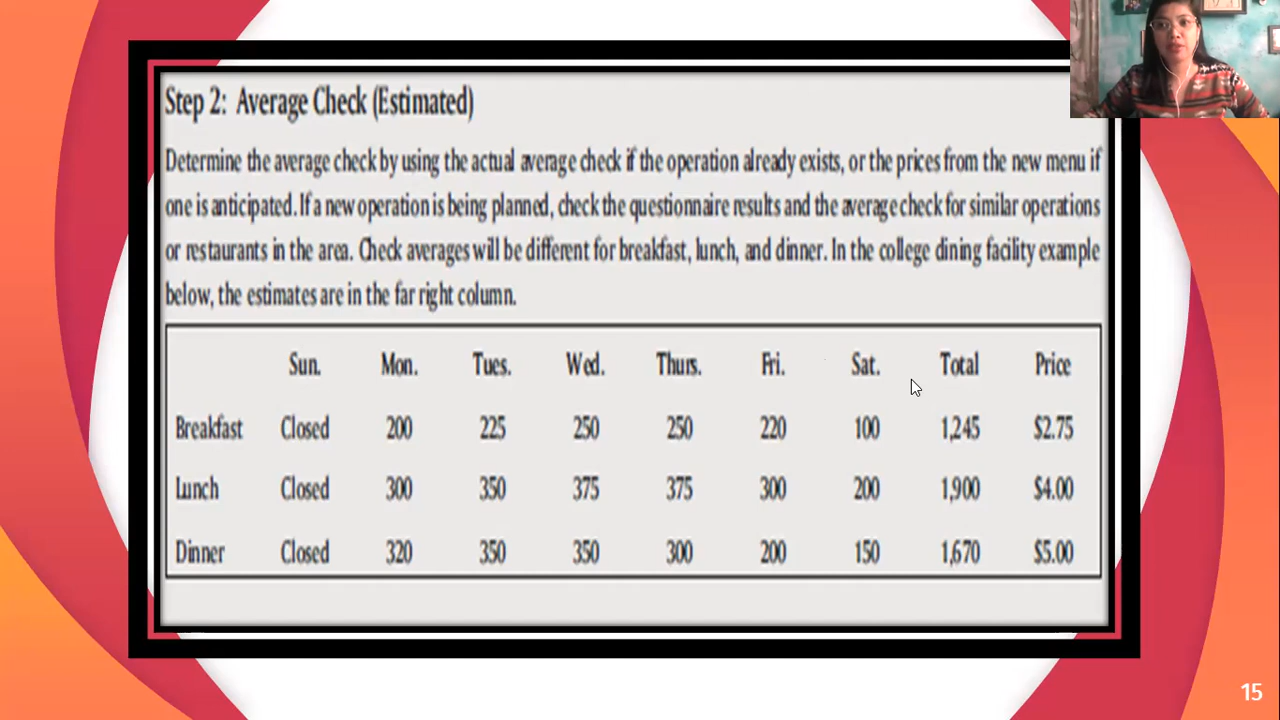 Step 2: Average Check (Estimated)
Determine the average check by using the actual average check if the operation already exists, or the prices from the new menu if
one is anticipated. If a new operation is being planned, check the questionnaire results and the average check for similar operations
or restaurants in the area. Check averages will be different for breakfast, lunch, and dinner. In the college dining facility example
below, the estimates are in the far right column.
Sun. Mon. Tues. Wed. Thurs. Fri. Sat. Total Price
Breakfast Closed 200 225 250 250 220 100 1,245 $2.75
Lunch Closed 300 350 375 375 300 200 1,900 $4.00
Dinner Closed 320 350 350 300 200 150 1,670 $5.00
15